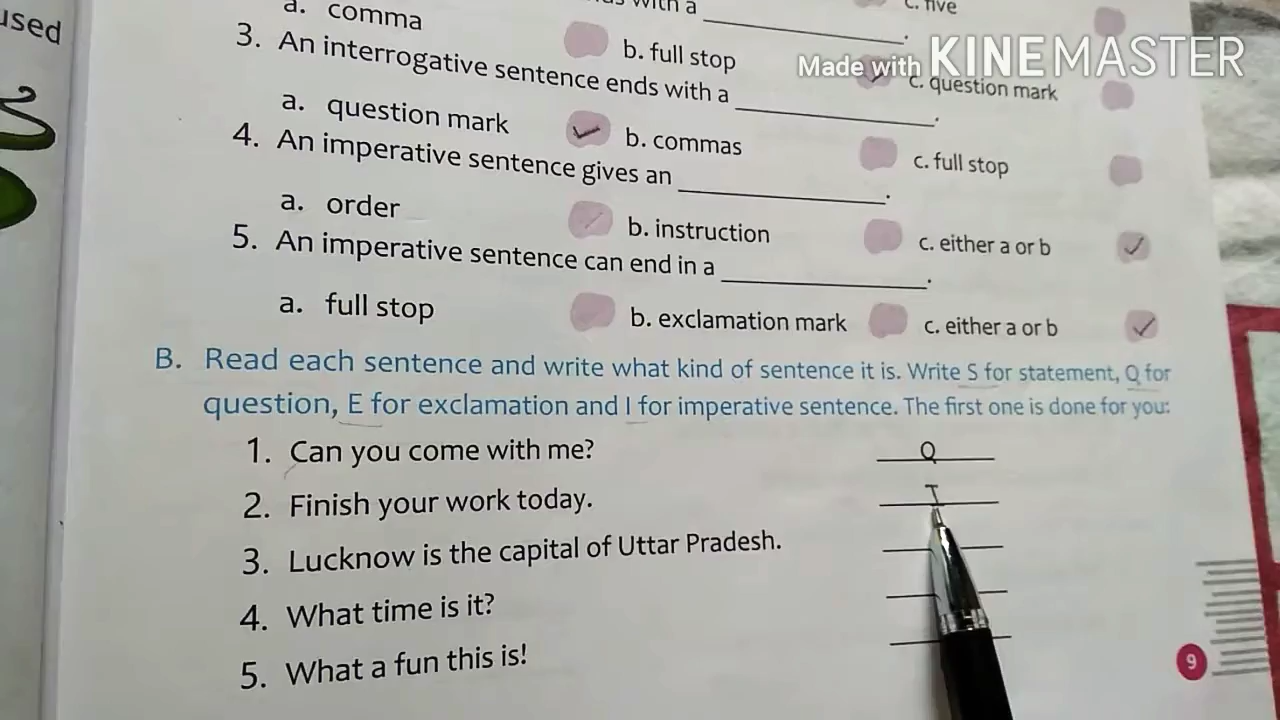 used
with a ____________.
c. five
a. comma
b. full stop
c. question mark
Made with KINEMASTER
3. An interrogative sentence ends with a ____________.
a. question mark
b. commas
c. full stop
4. An imperative sentence gives an ____________.
a. order
b. instruction
c. either a or b
5. An imperative sentence can end in a ____________.
a. full stop
b. exclamation mark
c. either a or b
B. Read each sentence and write what kind of sentence it is. Write S for statement, Q for
question, E for exclamation and I for imperative sentence. The first one is done for you:
1. Can you come with me? Q
2. Finish your work today. I
3. Lucknow is the capital of Uttar Pradesh.
4. What time is it?
5. What a fun this is!
9